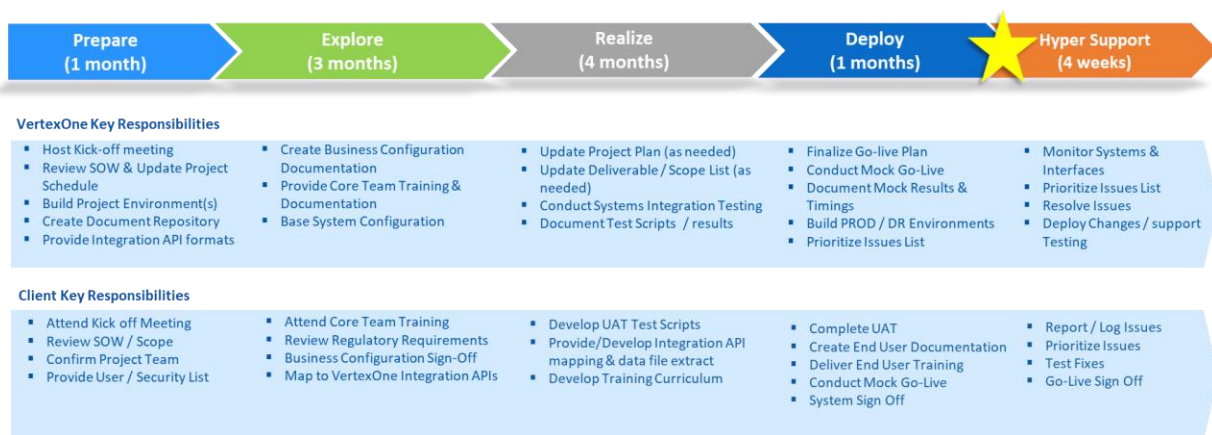 Prepare
(1 month)
Explore
(3 months)
Realize
(4 months)
Deploy
(1 months)
Hyper Support
(4 weeks)
VertexOne Key Responsibilities
▪ Host Kick-off meeting
▪ Review SOW & Update Project
Schedule
▪ Build Project Environment(s)
▪ Create Document Repository
▪ Provide Integration API formats
▪ Create Business Configuration
Documentation
▪ Provide Core Team Training &
Documentation
▪ Base System Configuration
▪ Update Project Plan (as needed)
▪ Update Deliverable / Scope List (as
needed)
▪ Conduct Systems Integration Testing
▪ Document Test Scripts / results
▪ Finalize Go-live Plan
▪ Conduct Mock Go-Live
▪ Document Mock Results &
Timings
▪ Build PROD / DR Environments
▪ Prioritize Issues List
▪ Monitor Systems &
Interfaces
▪ Prioritize Issues List
▪ Resolve Issues
▪ Deploy Changes / support
Testing
Client Key Responsibilities
▪ Attend Kick off Meeting
▪ Review SOW / Scope
▪ Confirm Project Team
▪ Provide User / Security List
▪ Attend Core Team Training
▪ Review Regulatory Requirements
▪ Business Configuration Sign-Off
▪ Map to VertexOne Integration APIs
▪ Develop UAT Test Scripts
▪ Provide/Develop Integration API
mapping & data file extract
▪ Develop Training Curriculum
▪ Complete UAT
▪ Create End User Documentation
▪ Deliver End User Training
▪ Conduct Mock Go-Live
▪ System Sign Off
▪ Report / Log Issues
▪ Prioritize Issues
▪ Test Fixes
▪ Go-Live Sign Off